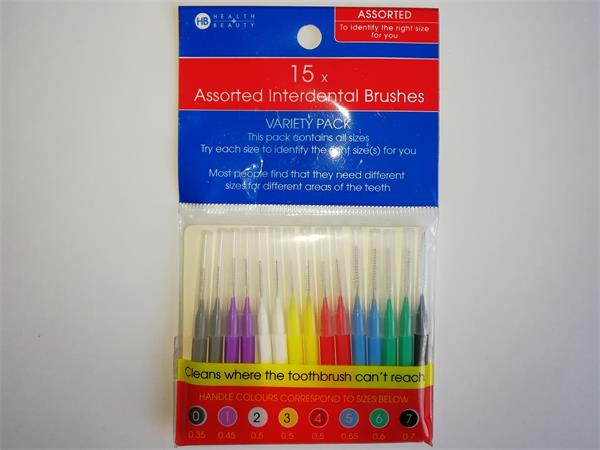 HB HEALTH + BEAUTY
ASSORTED
To identify the right size
for you
15 x
Assorted Interdental Brushes
VARIETY PACK
This pack contains all sizes
Try each size to identify the right size(s) for you
Most people find that they need different
sizes for different areas of the teeth
Cleans where the toothbrush can't reach
HANDLE COLOURS CORRESPOND TO SIZES BELOW
0 1 2 3 4 5 6 7
0.35 0.45 0.5 0.5 0.5 0.55 0.6 0.7